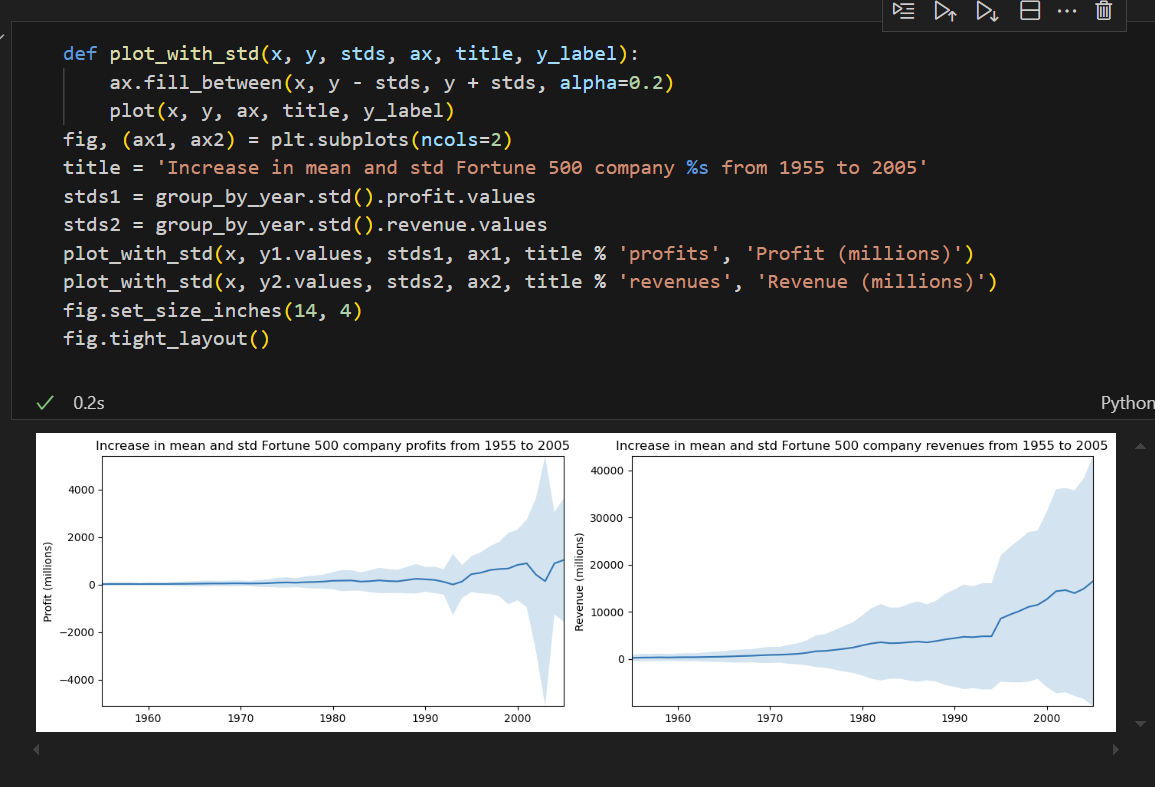 def plot_with_std(x, y, stds, ax, title, y_label):
    ax.fill_between(x, y - stds, y + stds, alpha=0.2)
    plot(x, y, ax, title, y_label)
fig, (ax1, ax2) = plt.subplots(ncols=2)
title = 'Increase in mean and std Fortune 500 company %s from 1955 to 2005'
stds1 = group_by_year.std().profit.values
stds2 = group_by_year.std().revenue.values
plot_with_std(x, y1.values, stds1, ax1, title % 'profits', 'Profit (millions)')
plot_with_std(x, y2.values, stds2, ax2, title % 'revenues', 'Revenue (millions)')
fig.set_size_inches(14, 4)
fig.tight_layout()
0.2s
Python
Increase in mean and std Fortune 500 company profits from 1955 to 2005
Profit (millions)
4000
2000
0
−2000
−4000
1960 1970 1980 1990 2000
Increase in mean and std Fortune 500 company revenues from 1955 to 2005
Revenue (millions)
40000
30000
20000
10000
0
1960 1970 1980 1990 2000